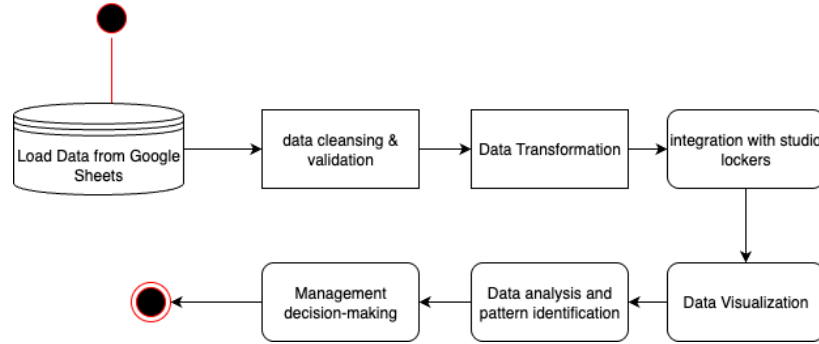 Load Data from Google
Sheets
data cleansing &
validation
Data Transformation
integration with studio
lockers
Data Visualization
Data analysis and
pattern identification
Management
decision-making